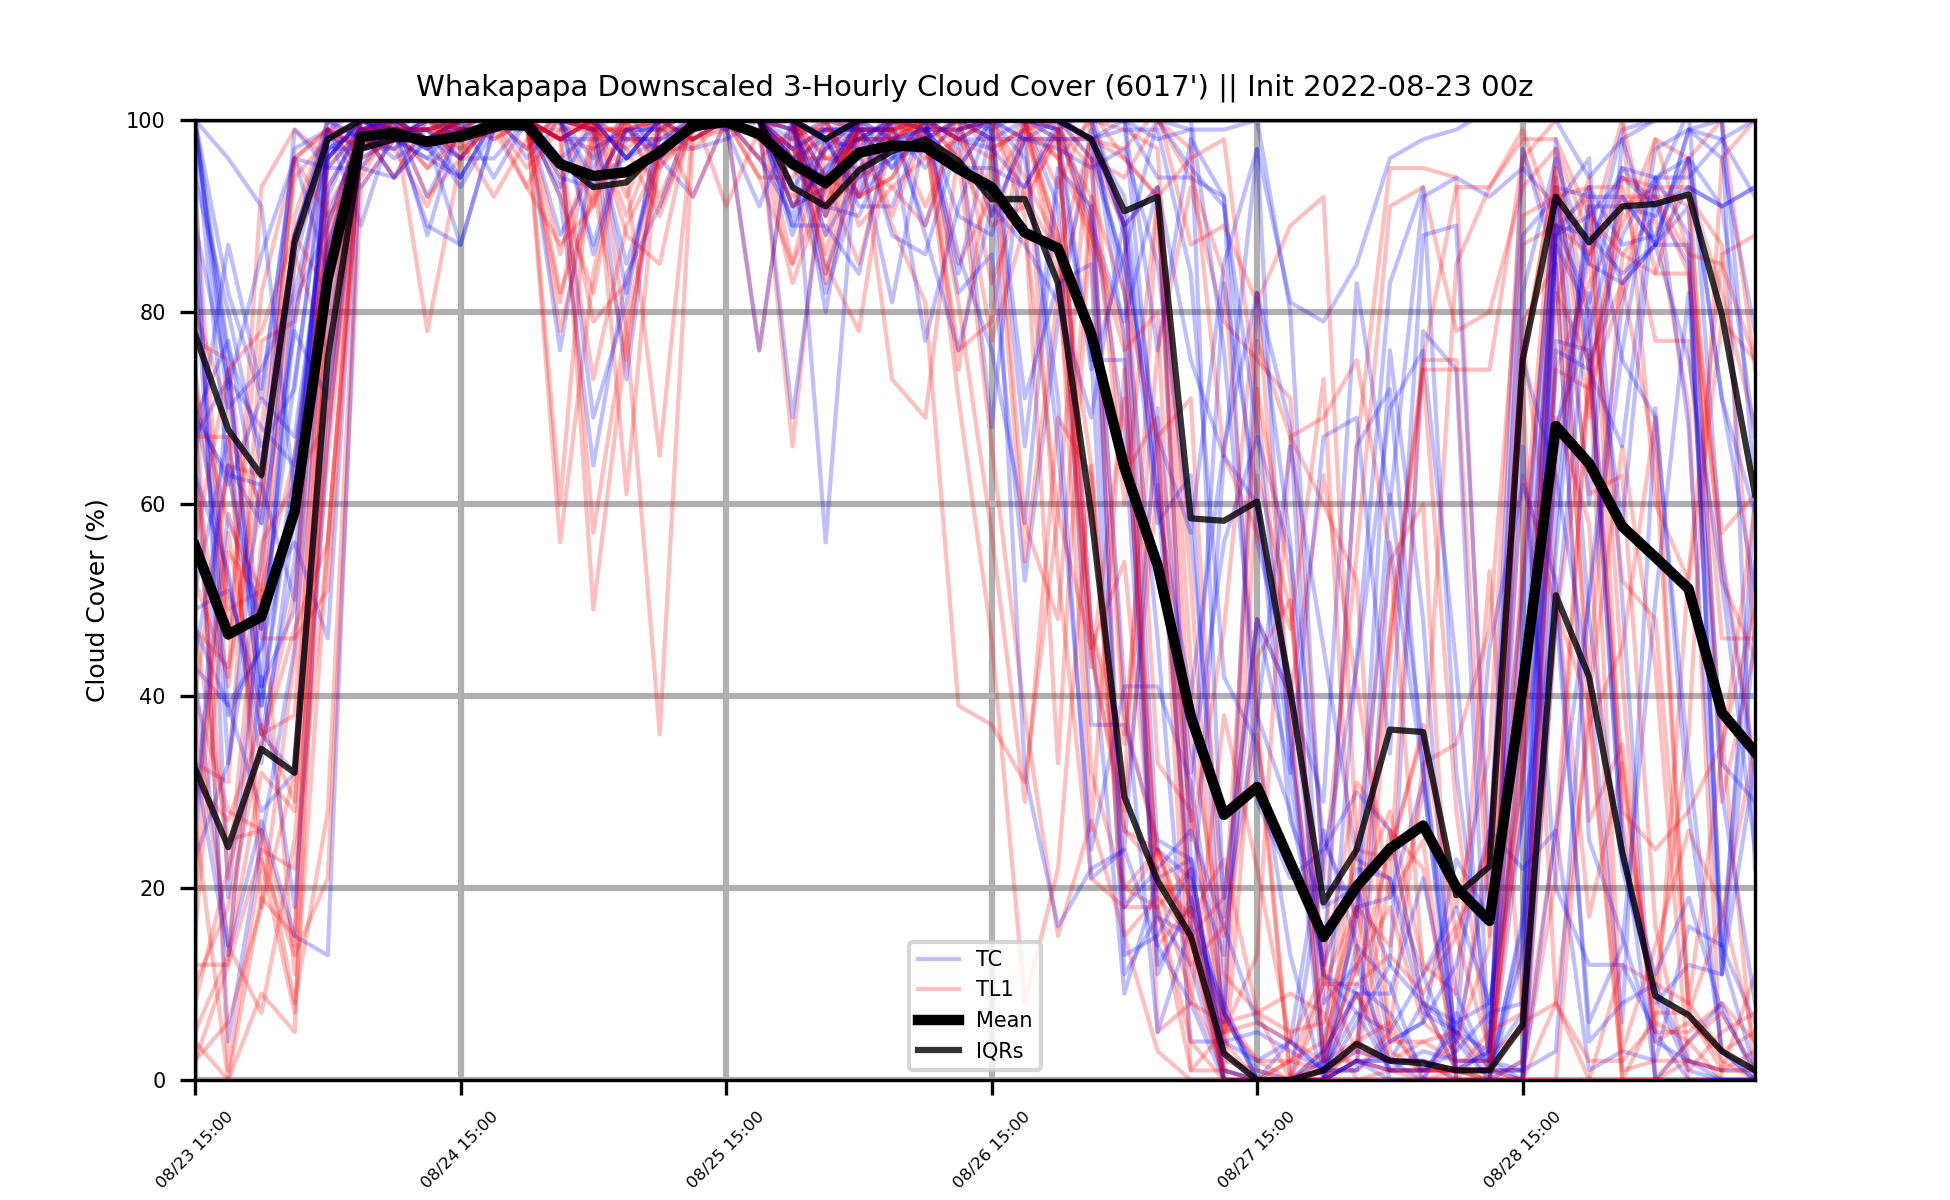 Whakapapa Downscaled 3-Hourly Cloud Cover (6017') || Init 2022-08-23 00z
Cloud Cover (%)
100
80
60
40
20
0
TC
TL1
Mean
IQRs
08/23 15:00
08/24 15:00
08/25 15:00
08/26 15:00
08/27 15:00
08/28 15:00